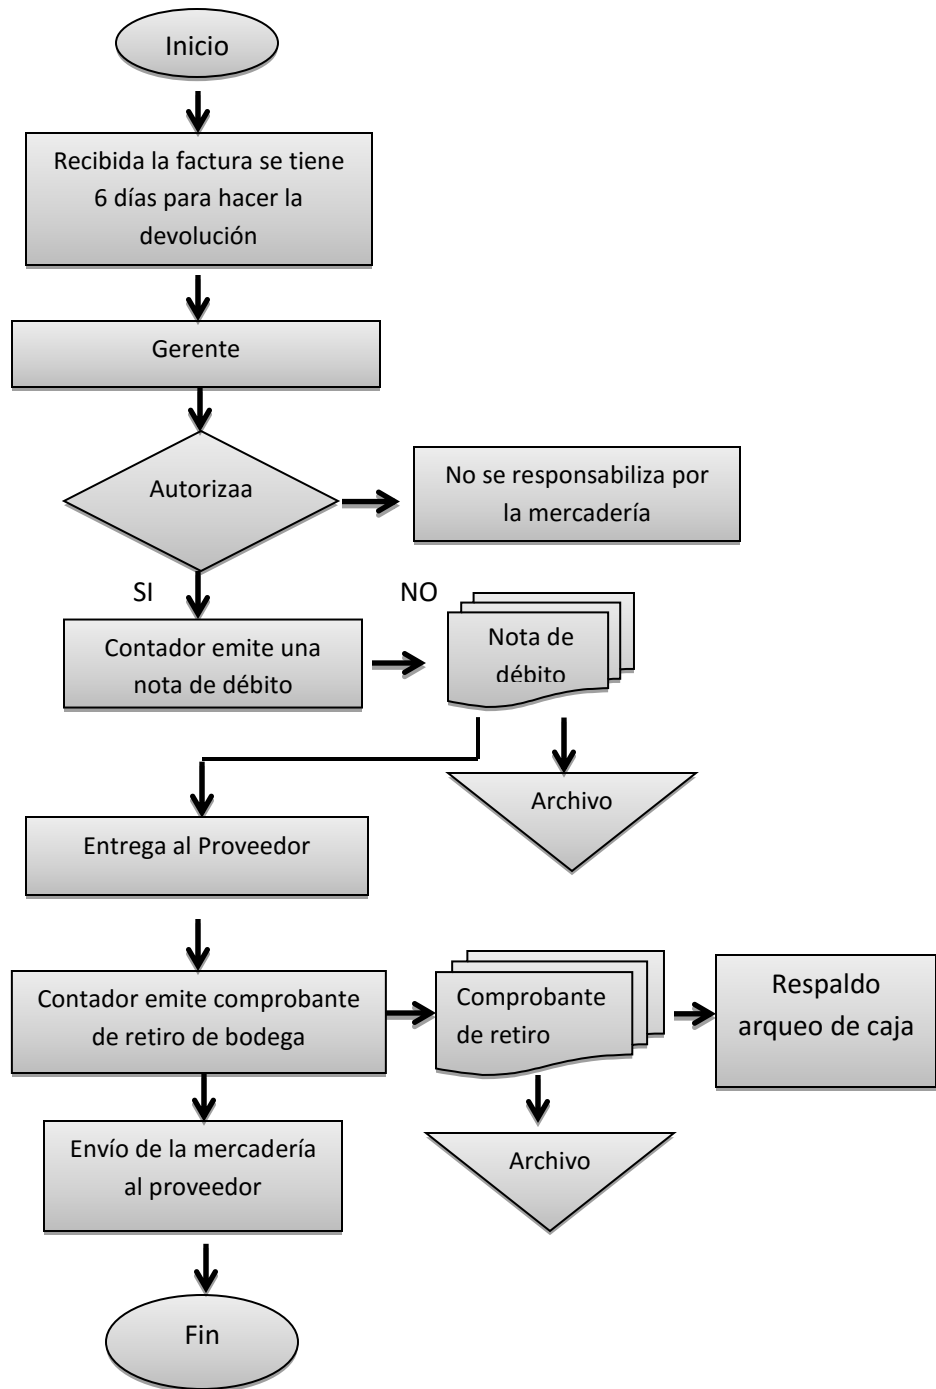 Inicio
Recibida la factura se tiene
6 días para hacer la
devolución
Gerente
Autorizaa
No se responsabiliza por
la mercadería
SI
NO
Contador emite una
nota de débito
Nota de
débito
Archivo
Entrega al Proveedor
Contador emite comprobante
de retiro de bodega
Comprobante
de retiro
Respaldo
arqueo de caja
Envío de la mercadería
al proveedor
Archivo
Fin